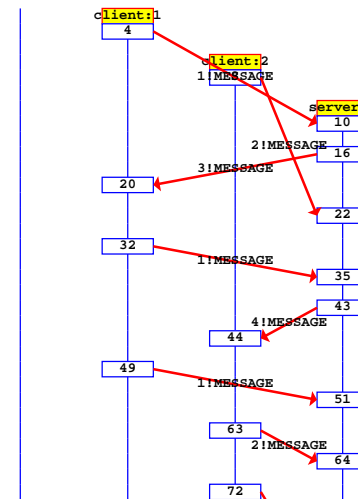 client:1
4
client:2
1!MESSAGE
server
10
2!MESSAGE
16
3!MESSAGE
20
22
32
1!MESSAGE
35
43
4!MESSAGE
44
49
1!MESSAGE
51
63
2!MESSAGE
64
72